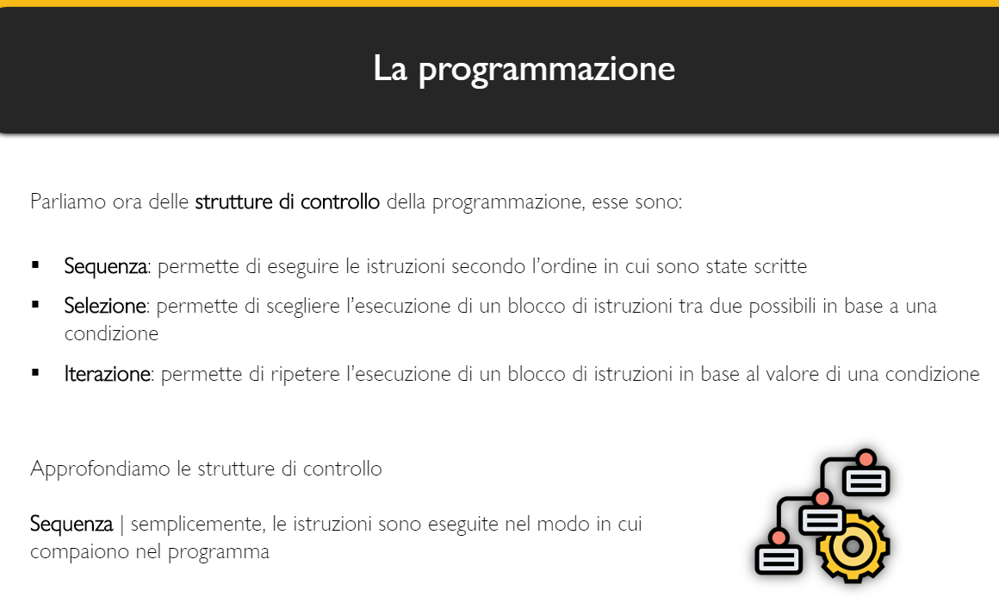 La programmazione
Parliamo ora delle strutture di controllo della programmazione, esse sono:
▪ Sequenza: permette di eseguire le istruzioni secondo l’ordine in cui sono state scritte
▪ Selezione: permette di scegliere l’esecuzione di un blocco di istruzioni tra due possibili in base a una
condizione
▪ Iterazione: permette di ripetere l’esecuzione di un blocco di istruzioni in base al valore di una condizione
Approfondiamo le strutture di controllo
Sequenza | semplicemente, le istruzioni sono eseguite nel modo in cui
compaiono nel programma